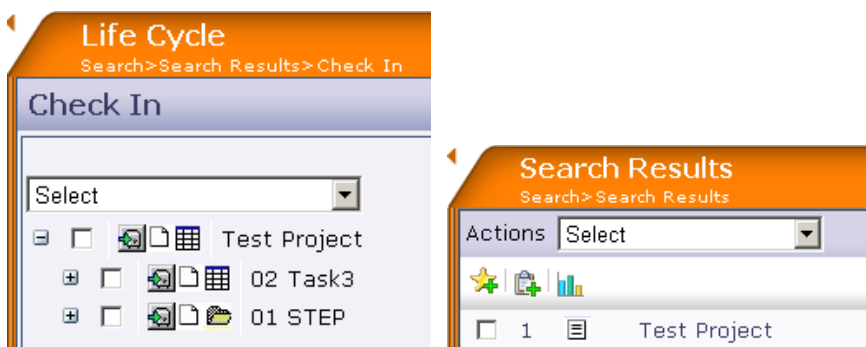 Life Cycle
Search>Search Results>Check In
Check In
Select
Test Project
02 Task3
01 STEP
Search Results
Search>Search Results
Actions Select
1 Test Project